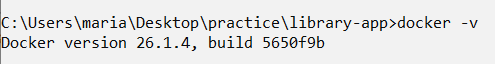 C:\Users\maria\Desktop\practice\library-app>docker -v
Docker version 26.1.4, build 5650f9b